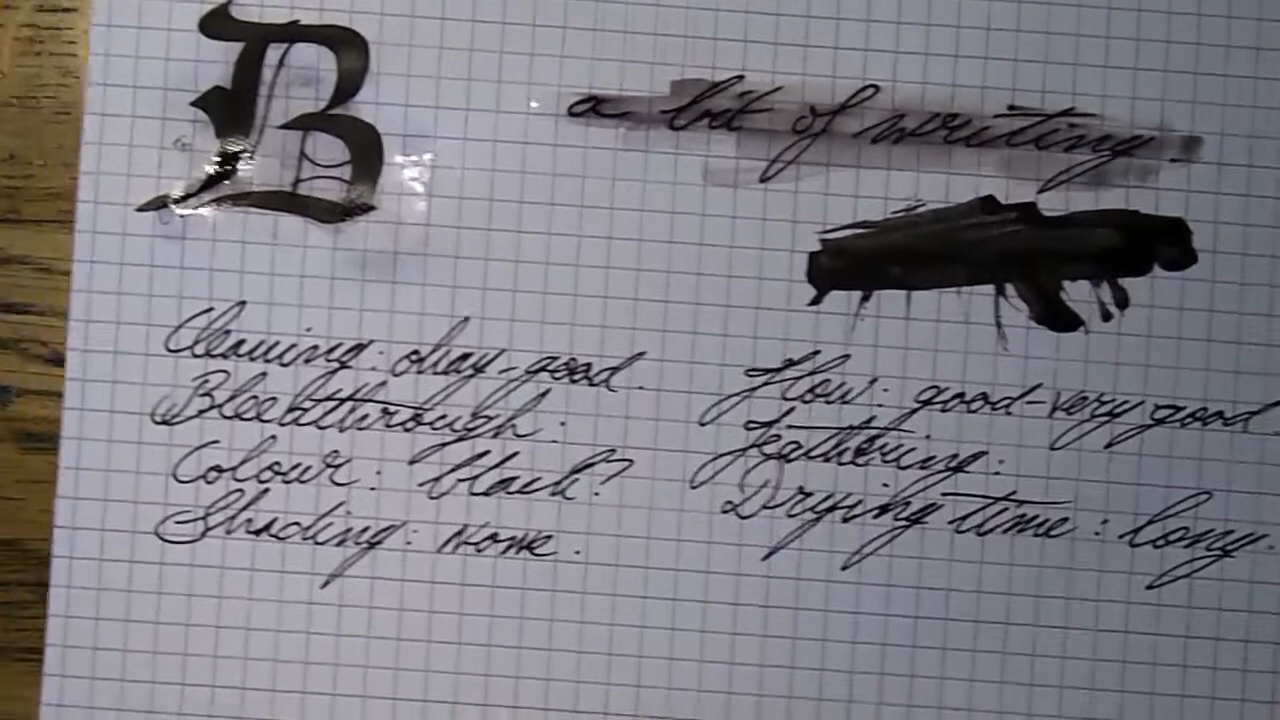 B
a bit of writing.
Cleaning: okay-good.
Bleedthrough:
Colour: black?
Shading: None.
Flow: good-very good
Feathering:
Drying time: long.